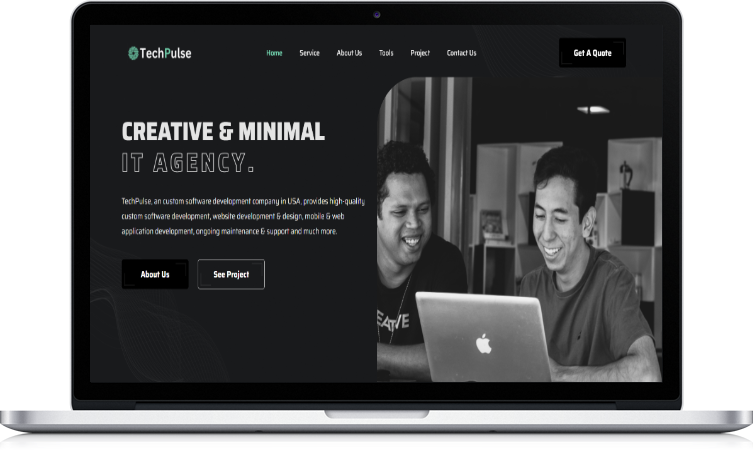 TechPulse
Home Service About Us Tools Project Contact Us
Get A Quote
CREATIVE & MINIMAL
IT AGENCY.
TechPulse, an custom software development company in USA, provides high-quality
custom software development, website development & design, mobile & web
application development, ongoing maintenance & support and much more.
About Us See Project